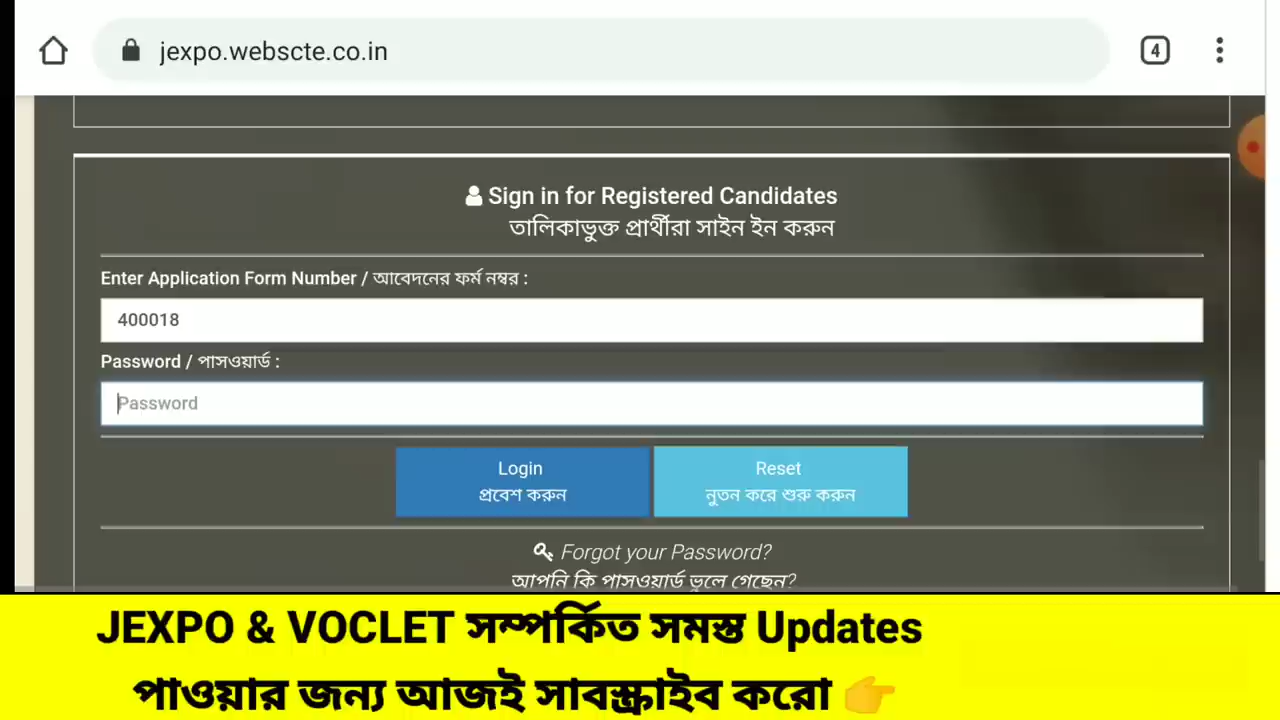 jexpo.webscte.co.in
4
Sign in for Registered Candidates
তালিকাভুক্ত প্রার্থীরা সাইন ইন করুন
Enter Application Form Number / আবেদনের ফর্ম নম্বর :
400018
Password / পাসওয়ার্ড :
Password
Login
প্রবেশ করুন
Reset
নুতন করে শুরু করুন
Forgot your Password?
আপনি কি পাসওয়ার্ড ভুলে গেছেন?
JEXPO & VOCLET সম্পর্কিত সমস্ত Updates
পাওয়ার জন্য আজই সাবস্ক্রাইব করো 👉